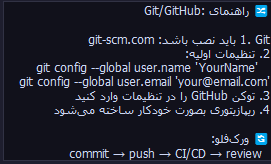 🔀 راهنمای Git/GitHub:
1. Git باید نصب باشد: git-scm.com
2. تنظیمات اولیه:
git config --global user.name 'YourName'
git config --global user.email 'your@email.com'
3. توکن GitHub را در تنظیمات وارد کنید
4. ریپازیتوری بصورت خودکار ساخته می‌شود
🔄 ورک‌فلو:
commit → push → CI/CD → review